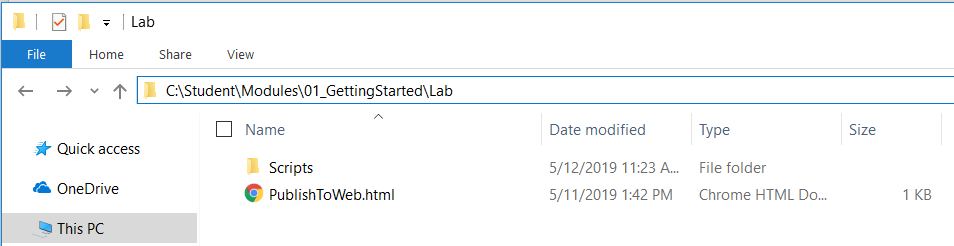 Lab
File Home Share View
C:\Student\Modules\01_GettingStarted\Lab
Name Date modified Type Size
Quick access
Scripts 5/12/2019 11:23 A... File folder
OneDrive
PublishToWeb.html 5/11/2019 1:42 PM Chrome HTML Do... 1 KB
This PC